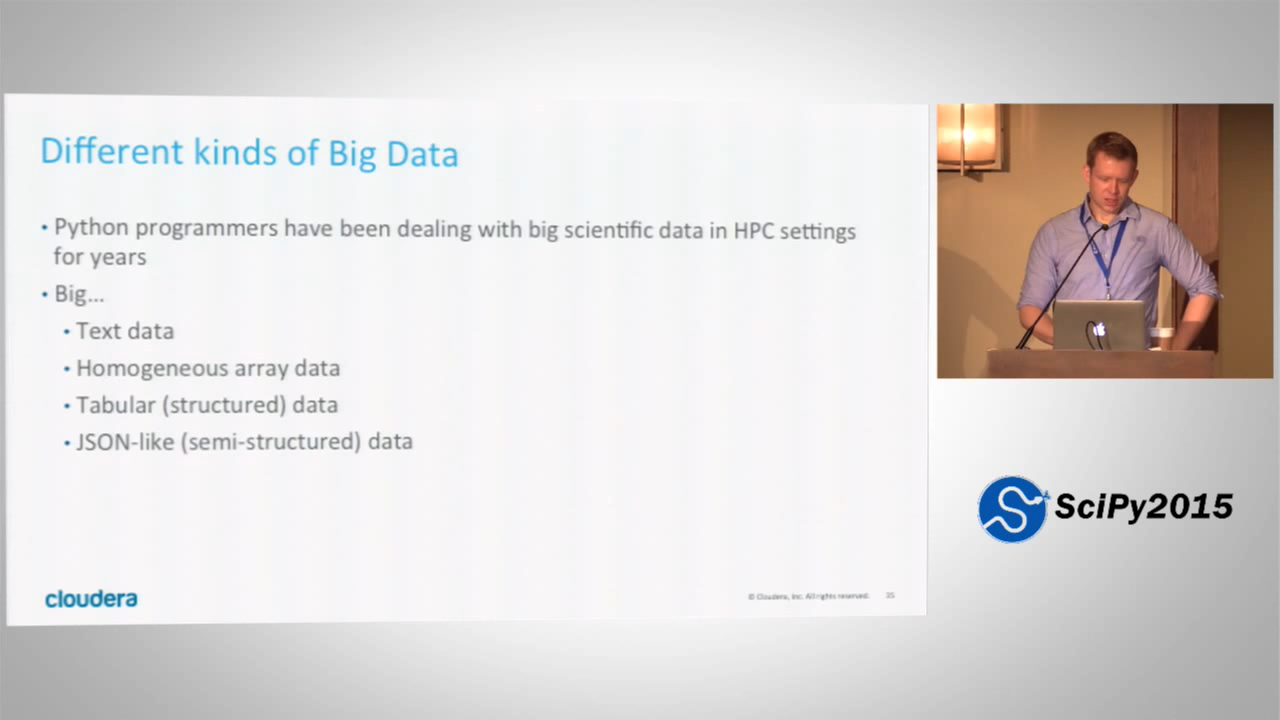 Different kinds of Big Data
• Python programmers have been dealing with big scientific data in HPC settings
for years
• Big...
• Text data
• Homogeneous array data
• Tabular (structured) data
• JSON-like (semi-structured) data
cloudera
© Cloudera, Inc. All rights reserved.
SciPy2015